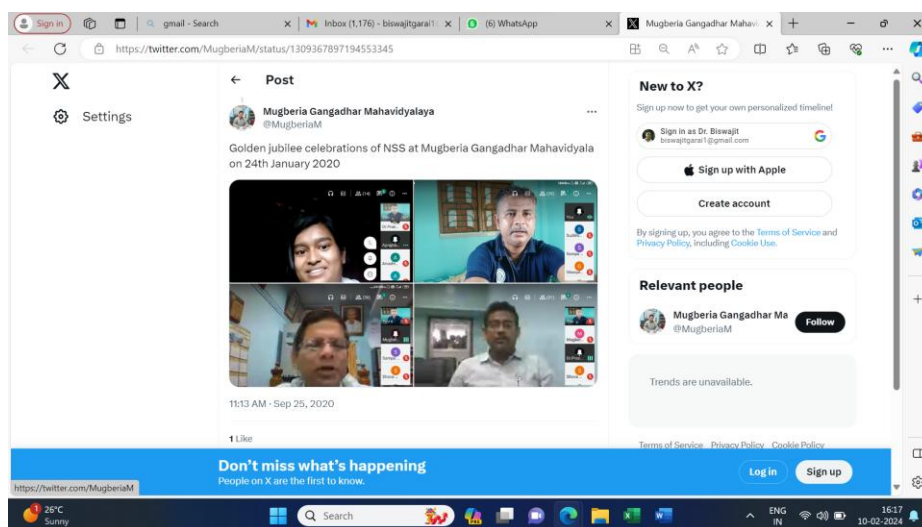 Sign in
gmail - Search
Inbox (1,176) - biswajitgarai1
(6) WhatsApp
Mugberia Gangadhar Mahavi
https://twitter.com/MugberiaM/status/1309367897194553345
Settings
Post
Mugberia Gangadhar Mahavidyalaya
@MugberiaM
Golden jubilee celebrations of NSS at Mugberia Gangadhar Mahavidyala
on 24th January 2020
11:13 AM · Sep 25, 2020
1 Like
New to X?
Sign up now to get your own personalized timeline!
Sign in as Dr. Biswajit
biswajitgarai1@gmail.com
Sign up with Apple
Create account
By signing up, you agree to the Terms of Service and
Privacy Policy, including Cookie Use.
Relevant people
Mugberia Gangadhar Ma
@MugberiaM
Follow
Trends are unavailable.
Terms of Service Privacy Policy Cookie Policy
Don't miss what's happening
People on X are the first to know.
Log in
Sign up
https://twitter.com/MugberiaM
26°C
Sunny
Search
ENG
IN
16:17
10-02-2024